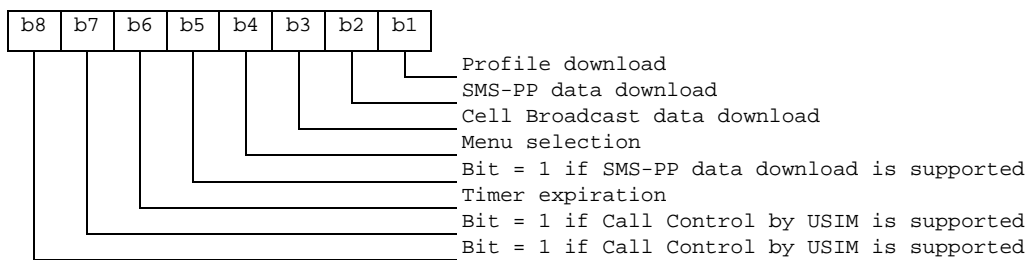 b8 b7 b6 b5 b4 b3 b2 b1
Profile download
SMS-PP data download
Cell Broadcast data download
Menu selection
Bit = 1 if SMS-PP data download is supported
Timer expiration
Bit = 1 if Call Control by USIM is supported
Bit = 1 if Call Control by USIM is supported